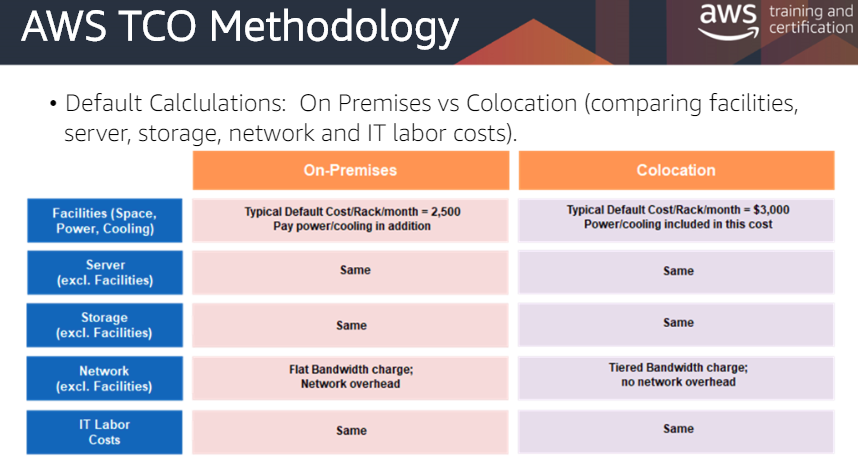 AWS TCO Methodology
aws training and
certification
• Default Calclulations: On Premises vs Colocation (comparing facilities,
server, storage, network and IT labor costs).
On-Premises
Colocation
Facilities (Space,
Power, Cooling)
Typical Default Cost/Rack/month = 2,500
Pay power/cooling in addition
Typical Default Cost/Rack/month = $3,000
Power/cooling included in this cost
Server
(excl. Facilities)
Same
Same
Storage
(excl. Facilities)
Same
Same
Network
(excl. Facilities)
Flat Bandwidth charge;
Network overhead
Tiered Bandwidth charge;
no network overhead
IT Labor
Costs
Same
Same